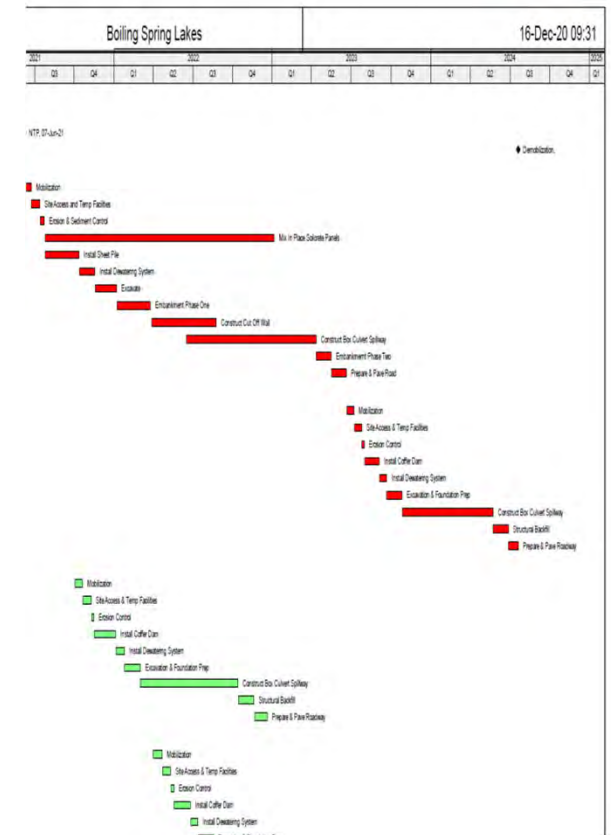 Boiling Spring Lakes 16-Dec-20 09:31
2021 2022 2023 2024 2025
Q3 Q4 Q1 Q2 Q3 Q4 Q1 Q2 Q3 Q4 Q1 Q2 Q3 Q4 Q1
NTP, 07-Jun-21
Demobilization,
Mobilization
Site Access and Temp Facilities
Erosion & Sediment Control
Mix In Place Soilcrete Panels
Install Sheet Pile
Install Dewatering System
Excavate
Embankment Phase One
Construct Cut Off Wall
Construct Box Culvert Spillway
Embankment Phase Two
Prepare & Pave Road
Mobilization
Site Access & Temp Facilities
Erosion Control
Install Coffer Dam
Install Dewatering System
Excavation & Foundation Prep
Construct Box Culvert Spillway
Structural Backfill
Prepare & Pave Roadway
Mobilization
Site Access & Temp Facilities
Erosion Control
Install Coffer Dam
Install Dewatering System
Excavation & Foundation Prep
Construct Box Culvert Spillway
Structural Backfill
Prepare & Pave Roadway
Mobilization
Site Access & Temp Facilities
Erosion Control
Install Coffer Dam
Install Dewatering System